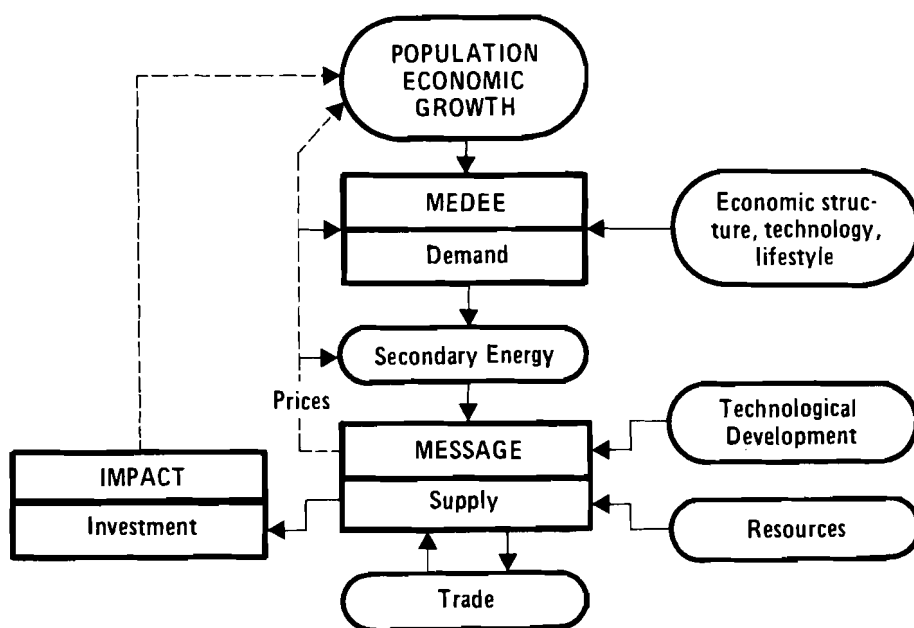 POPULATION
ECONOMIC
GROWTH
MEDEE
Demand
Economic struc-
ture, technology,
lifestyle
Secondary Energy
Prices
MESSAGE
Supply
Technological
Development
IMPACT
Investment
Resources
Trade